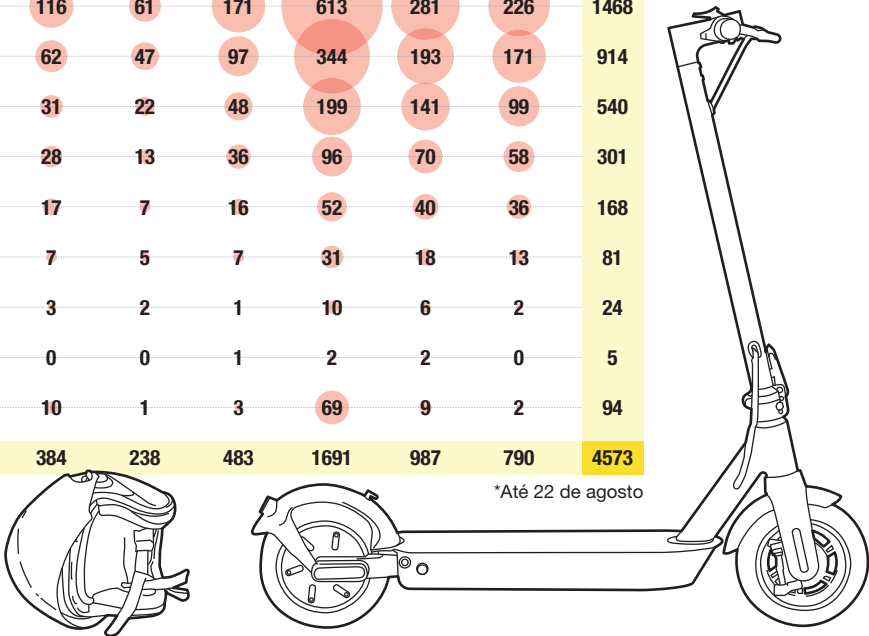 116 61 171 613 281 226 1468
62 47 97 344 193 171 914
31 22 48 199 141 99 540
28 13 36 96 70 58 301
17 7 16 52 40 36 168
7 5 7 31 18 13 81
3 2 1 10 6 2 24
0 0 1 2 2 0 5
10 1 3 69 9 2 94
384 238 483 1691 987 790 4573
*Até 22 de agosto